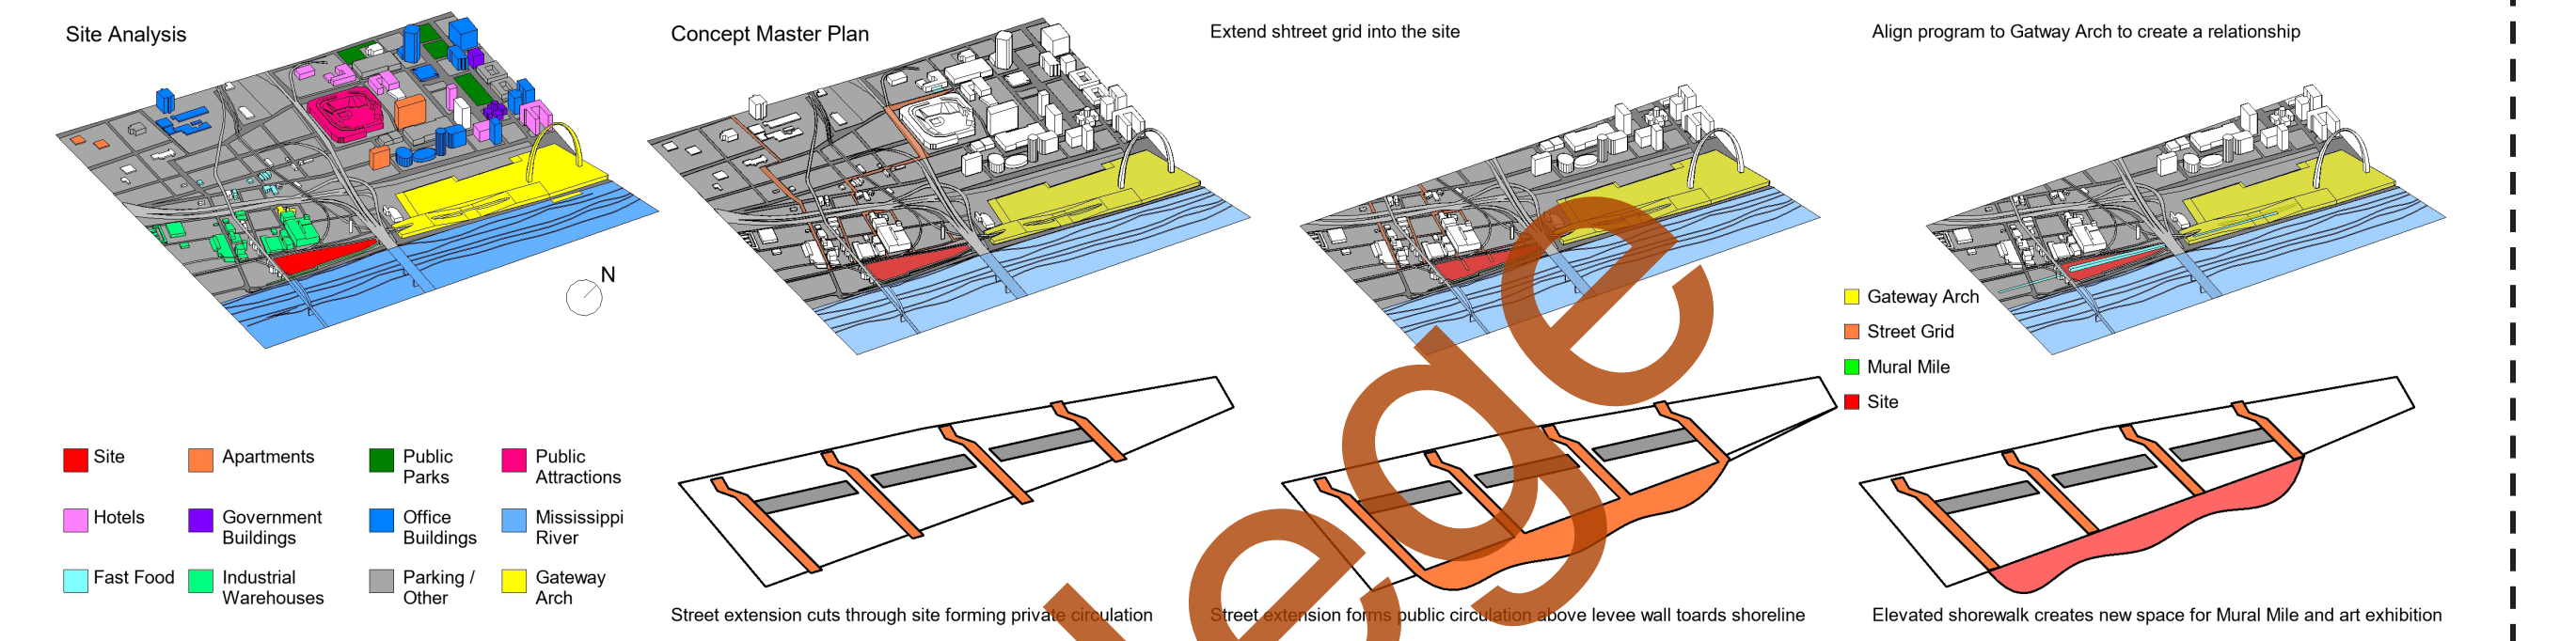 Site Analysis
Concept Master Plan
Extend shtreet grid into the site
Align program to Gatway Arch to create a relationship
N
Gateway Arch
Street Grid
Mural Mile
Site
Site
Apartments
Public
Parks
Public
Attractions
Hotels
Government
Buildings
Office
Buildings
Mississippi
River
Fast Food
Industrial
Warehouses
Parking /
Other
Gateway
Arch
Street extension cuts through site forming private circulation
Street extension forms public circulation above levee wall toards shoreline
Elevated shorewalk creates new space for Mural Mile and art exhibition
ege